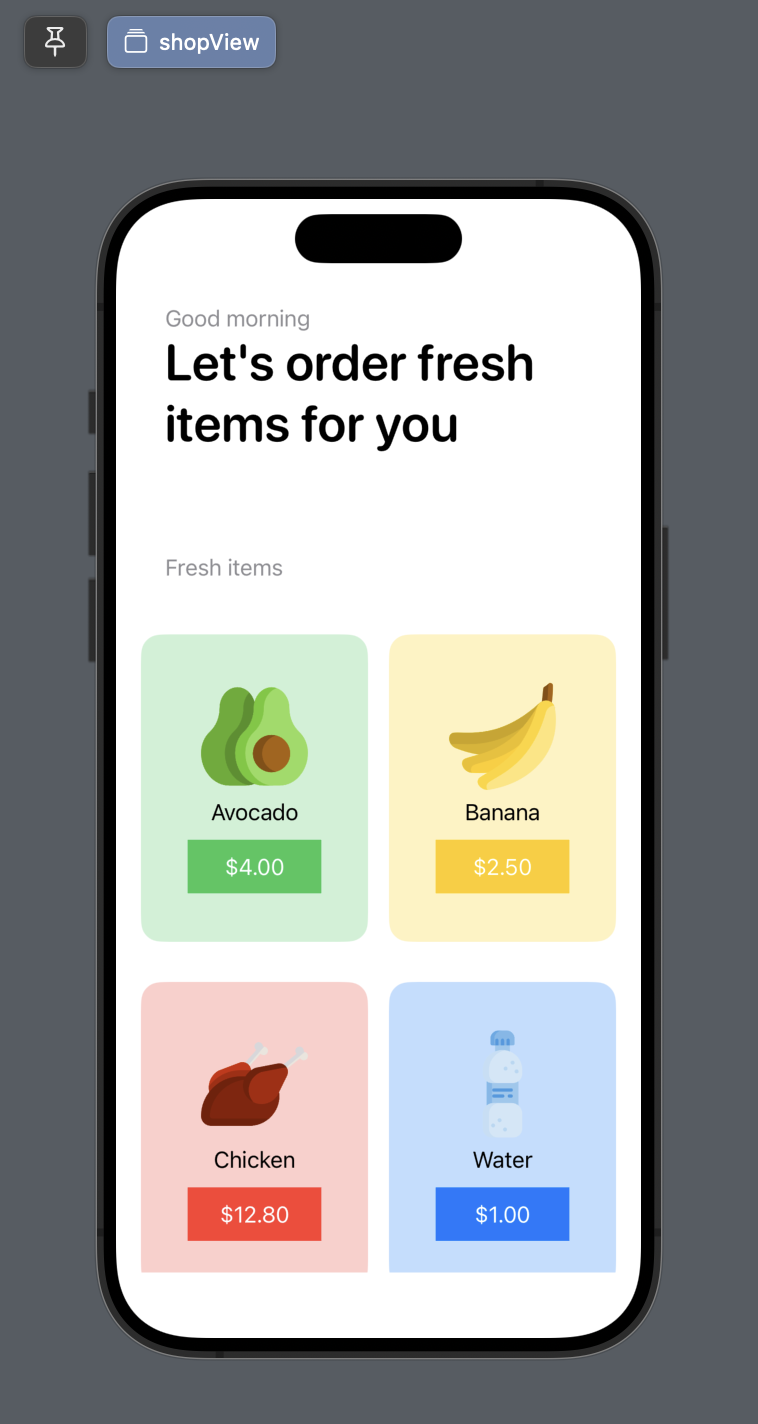 shopView
Good morning
Let's order fresh
items for you
Fresh items
Avocado
$4.00
Banana
$2.50
Chicken
$12.80
Water
$1.00